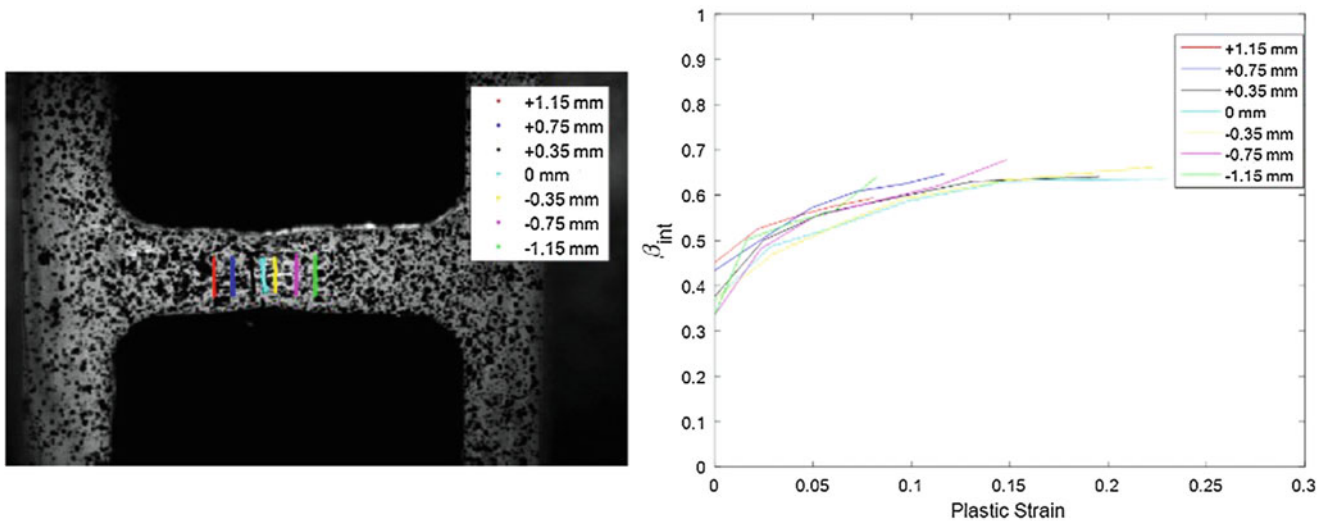 +1.15 mm
+0.75 mm
+0.35 mm
0 mm
-0.35 mm
-0.75 mm
-1.15 mm
1
0.9
0.8
0.7
0.6
0.5
0.4
0.3
0.2
0.1
0
βint
0 0.05 0.1 0.15 0.2 0.25 0.3
Plastic Strain
+1.15 mm
+0.75 mm
+0.35 mm
0 mm
-0.35 mm
-0.75 mm
-1.15 mm